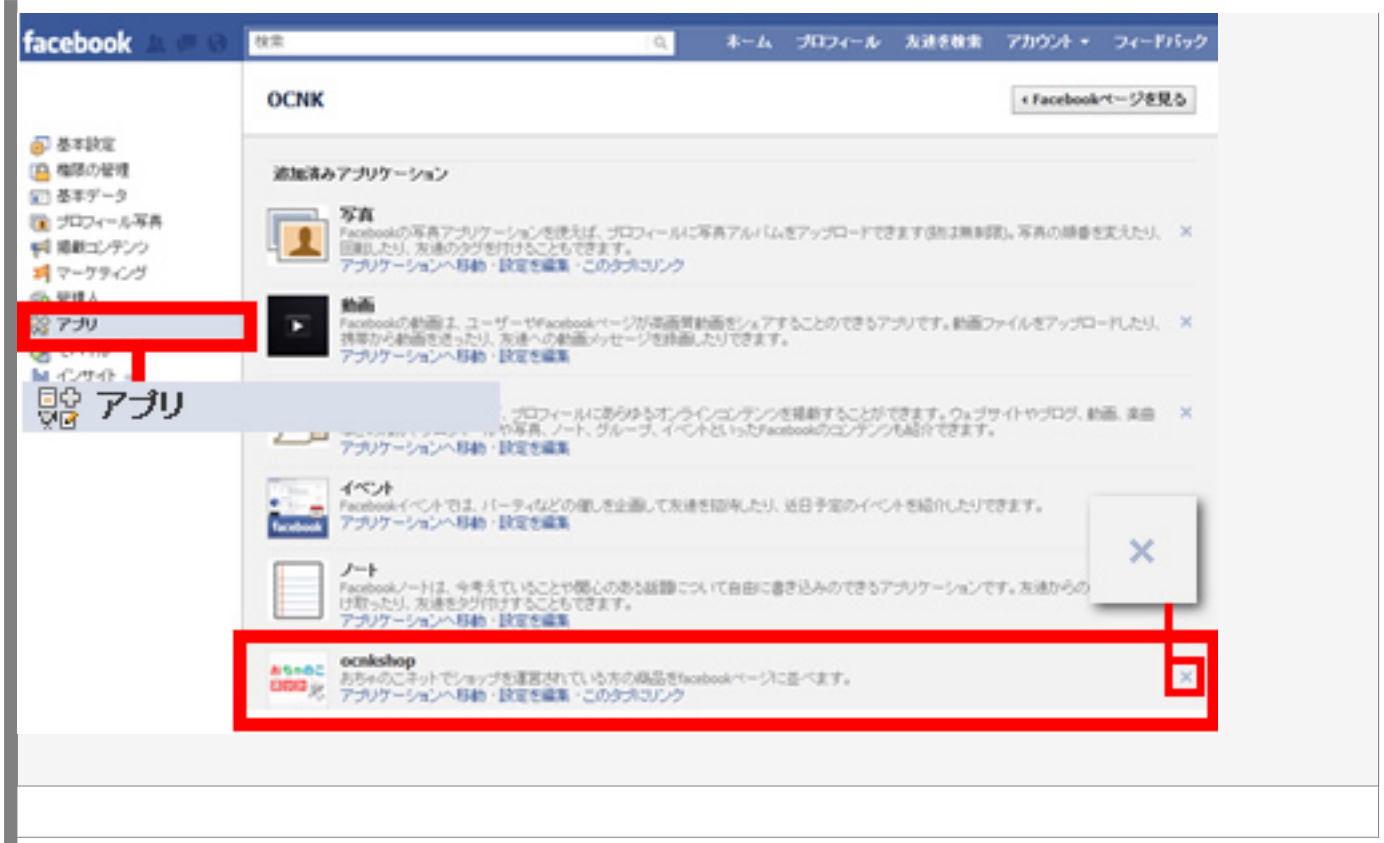 facebook
検索
ホーム プロフィール 友達を検索 アカウント フィードバック
OCNK
Facebookページを見る
基本設定
権限の管理
基本データ
プロフィール写真
掲載コンテンツ
マーケティング
管理人
アプリ
インサイト
アプリ
追加済みアプリケーション
写真
Facebookの写真アプリケーションを使えば、プロフィールに写真アルバムをアップロードできます(数は無制限)。写真の順番を変えたり、
回転したり、友達のタグを付けることもできます。
アプリケーションへ移動 · 設定を編集 · このタブにリンク
動画
Facebookの動画は、ユーザーやFacebookページが高画質動画をシェアすることのできるアプリです。動画ファイルをアップロードしたり、
携帯から動画を送ったり、友達への動画メッセージを録画したりできます。
アプリケーションへ移動 · 設定を編集
、プロフィールにあらゆるオンラインコンテンツを掲載することができます。ウェブサイトやブログ、動画、楽曲
や写真、ノート、グループ、イベントといったFacebookのコンテンツも紹介できます。
アプリケーションへ移動 · 設定を編集
イベント
Facebookイベントでは、パーティなどの催しを企画して友達を招待したり、近日予定のイベントを紹介したりできます。
facebook
アプリケーションへ移動 · 設定を編集
ノート
Facebookノートは、今考えていることや関心のある話題について自由に書き込みのできるアプリケーションです。友達からの
け取ったり、友達をタグ付けすることもできます。
アプリケーションへ移動 · 設定を編集
おちゃのこ
ocnkshop
おちゃのこネットでショップを運営されている方の商品をfacebookページに並べます。
アプリケーションへ移動 · 設定を編集 · このタブにリンク